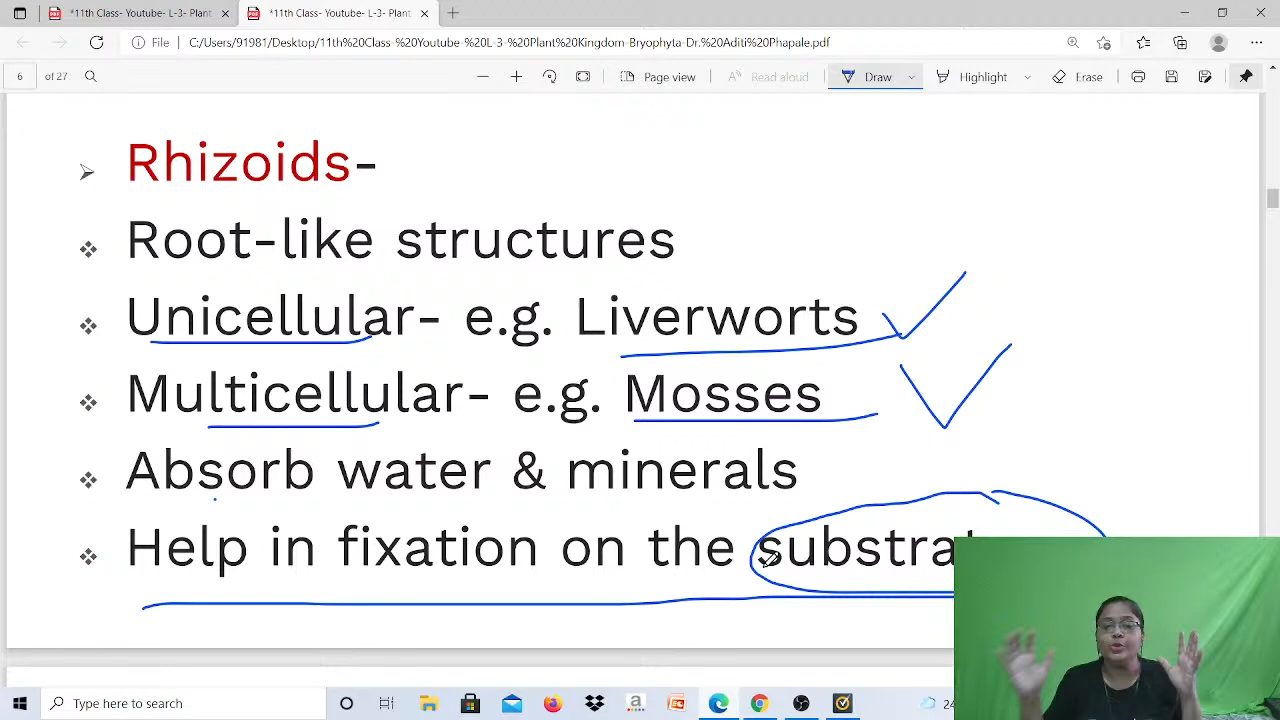 *11th Class- Youtube- L-3- Plant
*11th Class- Youtube- L-3- Plant
File C:/Users/91981/Desktop/11th%20Class-%20Youtube%20L-3%20Plant%20Kingdom-Bryophyta-Dr.%20Aditi%20Phapale.pdf
6 of 27 Page view Read aloud Draw Highlight Erase
Rhizoids-
Root-like structures
Unicellular- e.g. Liverworts
Multicellular- e.g. Mosses
Absorb water & minerals
Help in fixation on the substrat
Type here to search